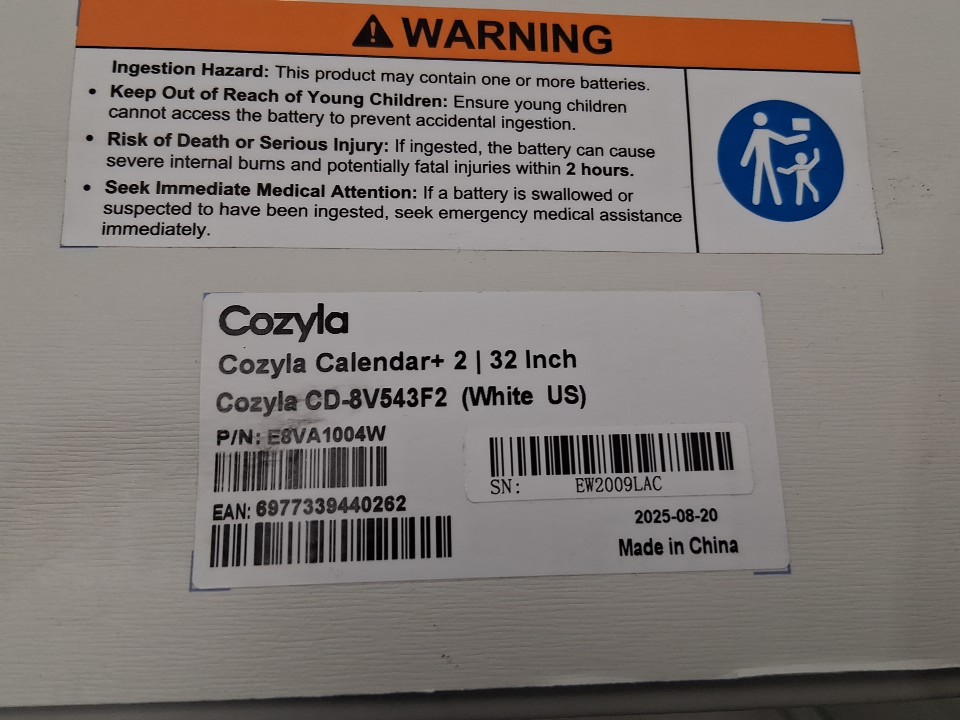 WARNING
Ingestion Hazard: This product may contain one or more batteries.
• Keep Out of Reach of Young Children: Ensure young children
cannot access the battery to prevent accidental ingestion.
• Risk of Death or Serious Injury: If ingested, the battery can cause
severe internal burns and potentially fatal injuries within 2 hours.
• Seek Immediate Medical Attention: If a battery is swallowed or
suspected to have been ingested, seek emergency medical assistance
immediately.
Cozyla
Cozyla Calendar+ 2 | 32 Inch
Cozyla CD-8V543F2 (White US)
P/N: E8VA1004W
SN: EW2009LAC
EAN: 6977339440262
2025-08-20
Made in China